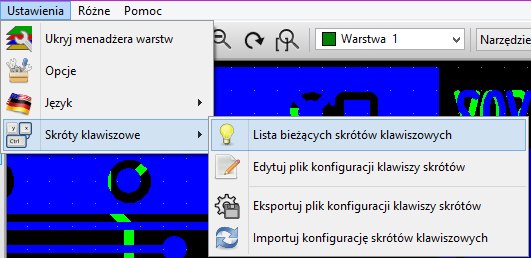 Ustawienia Różne Pomoc
Ukryj menadżera warstw
Warstwa 1
Narzędzie
Opcje
Język
Skróty klawiszowe
Lista bieżących skrótów klawiszowych
Edytuj plik konfiguracji klawiszy skrótów
Eksportuj plik konfiguracji klawiszy skrótów
Importuj konfigurację skrótów klawiszowych